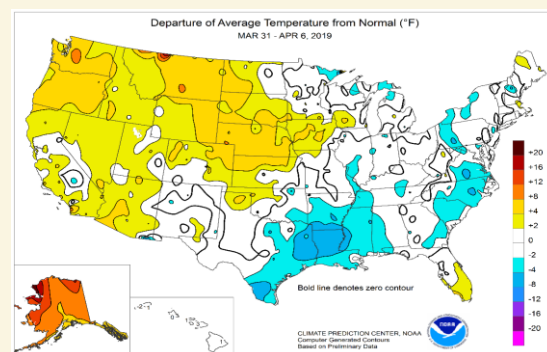 Departure of Average Temperature from Normal (°F)
MAR 31 - APR 6, 2019
+20
+16
+12
+8
+4
+2
0
-2
-4
-8
-12
-16
-20
Bold line denotes zero contour
CLIMATE PREDICTION CENTER, NOAA
Computer Generated Contours
Based on Preliminary Data